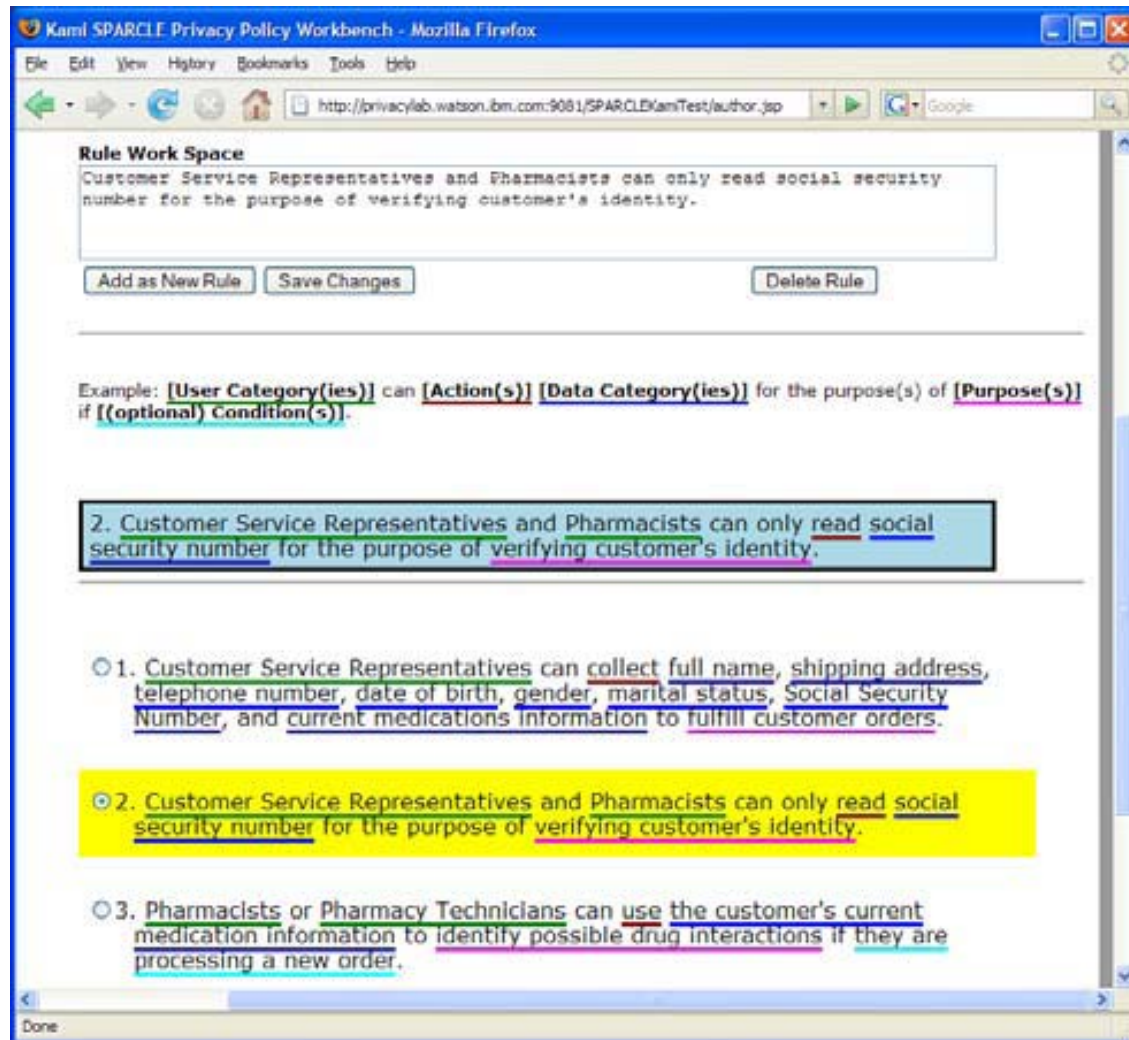 Kami SPARCLE Privacy Policy Workbench - Mozilla Firefox
File Edit View History Bookmarks Tools Help
http://privacylab.watson.ibm.com:9081/SPARCLEKamiTest/author.jsp Google
Rule Work Space
Customer Service Representatives and Pharmacists can only read social security
number for the purpose of verifying customer's identity.
Add as New Rule Save Changes Delete Rule
Example: [User Category(ies)] can [Action(s)] [Data Category(ies)] for the purpose(s) of [Purpose(s)]
if [(optional) Condition(s)].
2. Customer Service Representatives and Pharmacists can only read social
security number for the purpose of verifying customer's identity.
1. Customer Service Representatives can collect full name, shipping address,
telephone number, date of birth, gender, marital status, Social Security
Number, and current medications information to fulfill customer orders.
2. Customer Service Representatives and Pharmacists can only read social
security number for the purpose of verifying customer's identity.
3. Pharmacists or Pharmacy Technicians can use the customer's current
medication information to identify possible drug interactions if they are
processing a new order.
Done